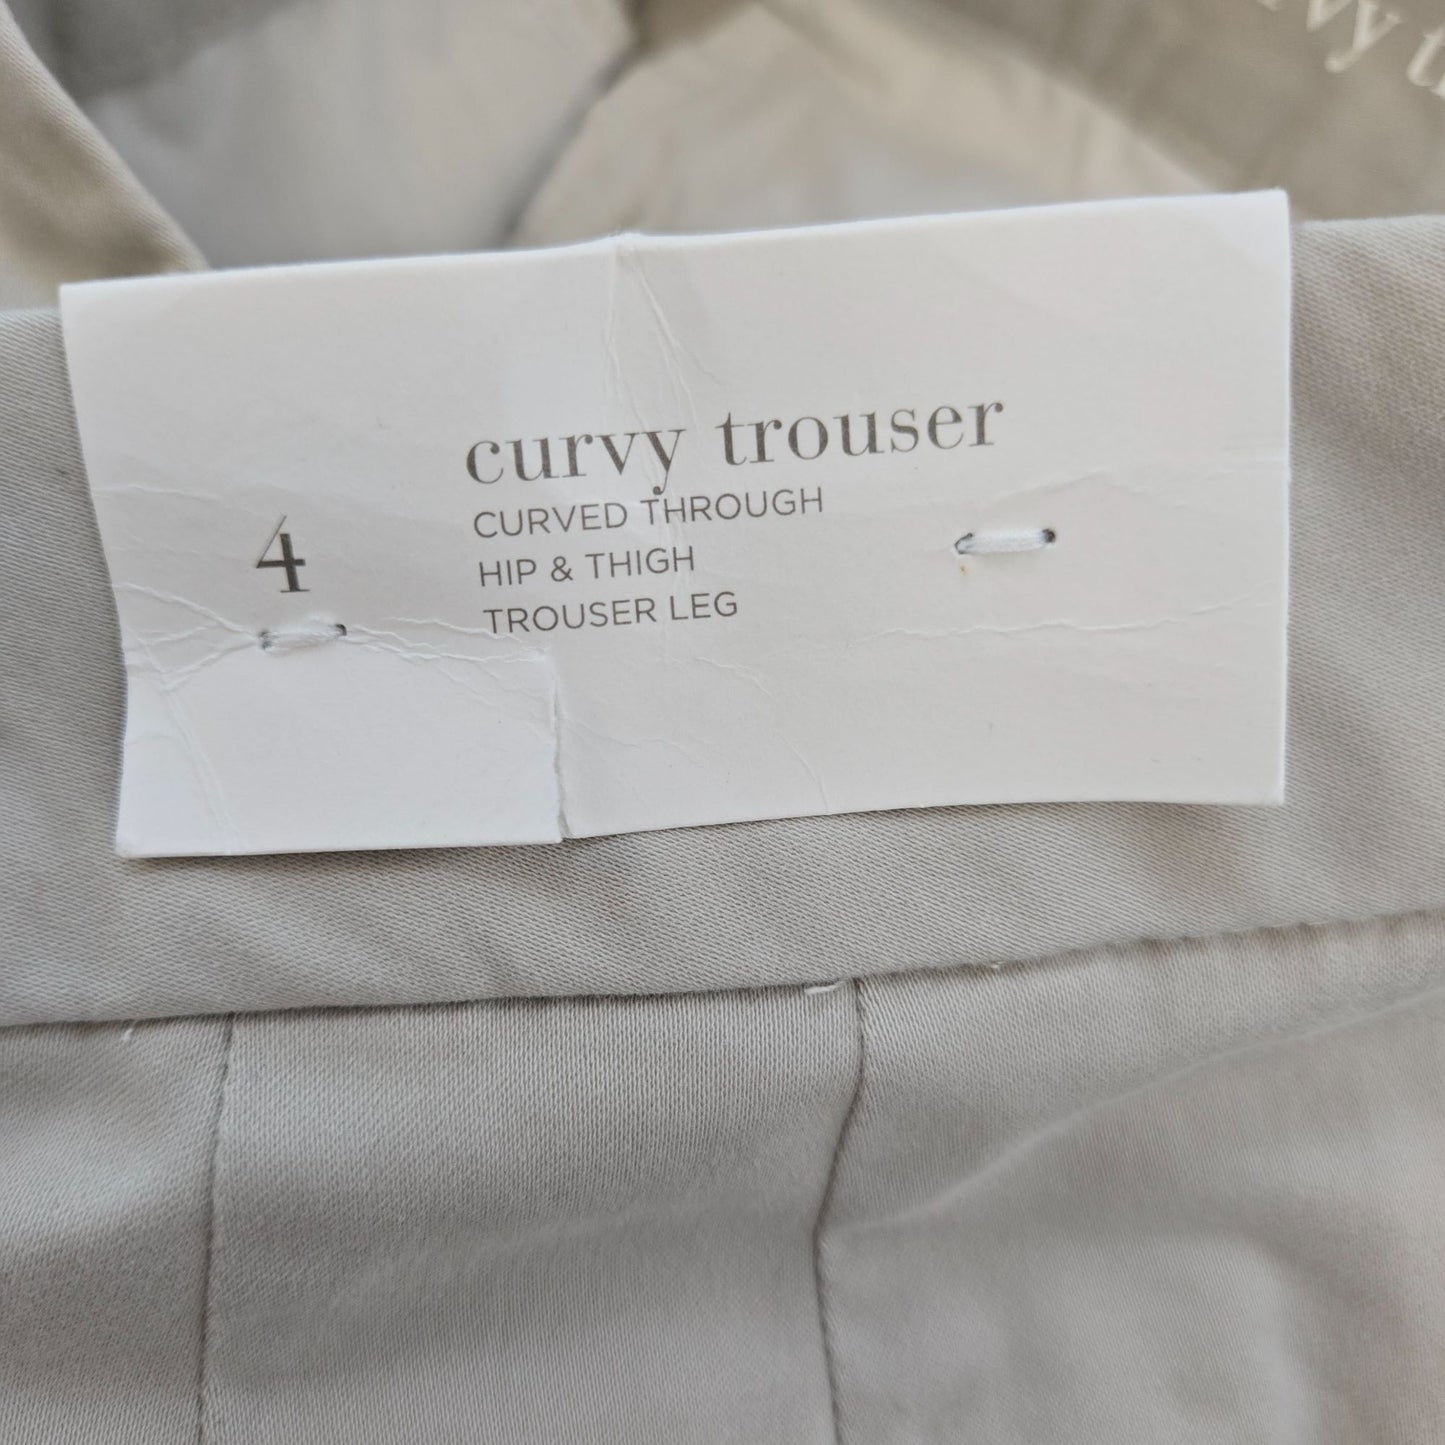 curvy trouser
CURVED THROUGH
HIP & THIGH
TROUSER LEG
4